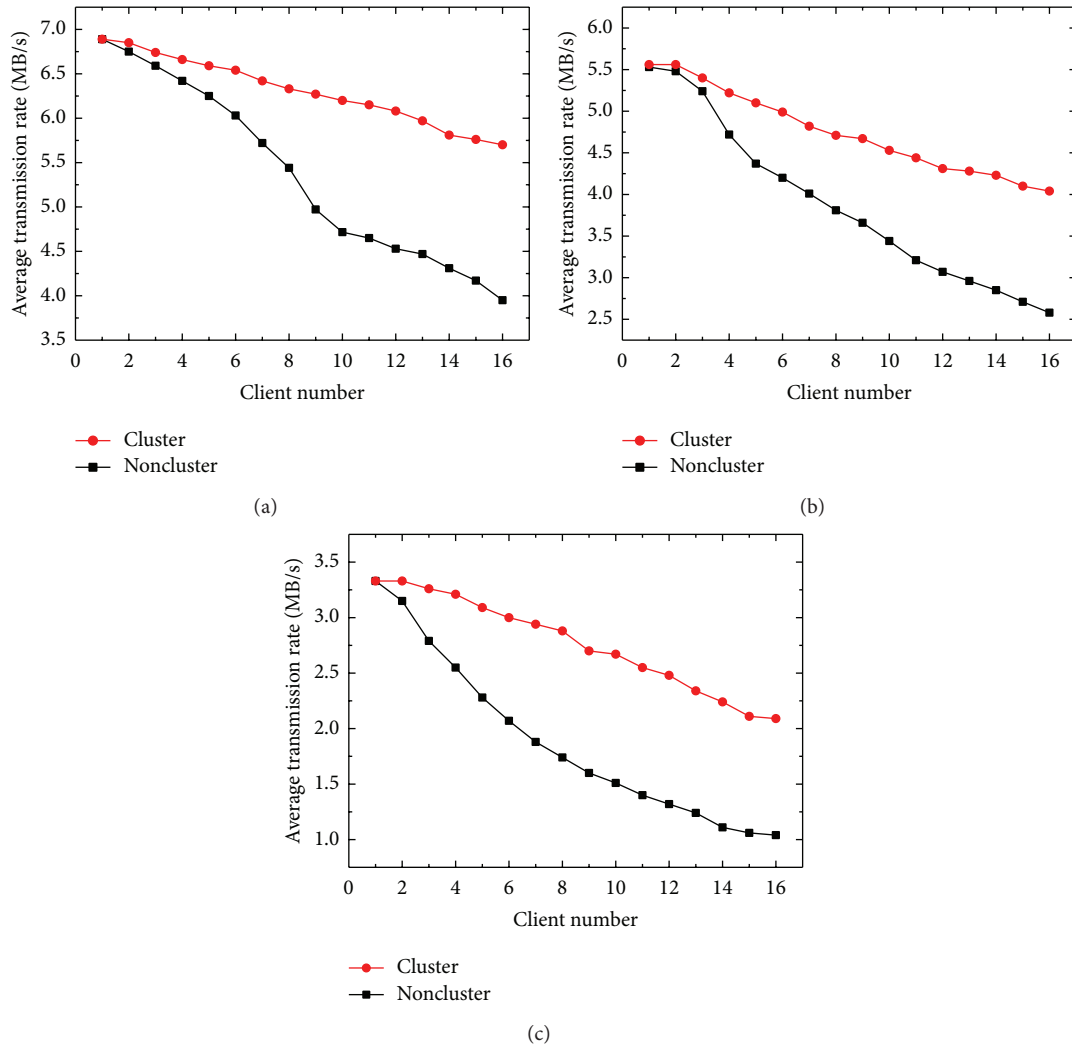 Average transmission rate (MB/s)
7.0
6.5
6.0
5.5
5.0
4.5
4.0
3.5
0 2 4 6 8 10 12 14 16
Client number
Cluster
Noncluster
(a)
Average transmission rate (MB/s)
6.0
5.5
5.0
4.5
4.0
3.5
3.0
2.5
0 2 4 6 8 10 12 14 16
Client number
Cluster
Noncluster
(b)
Average transmission rate (MB/s)
3.5
3.0
2.5
2.0
1.5
1.0
0 2 4 6 8 10 12 14 16
Client number
Cluster
Noncluster
(c)